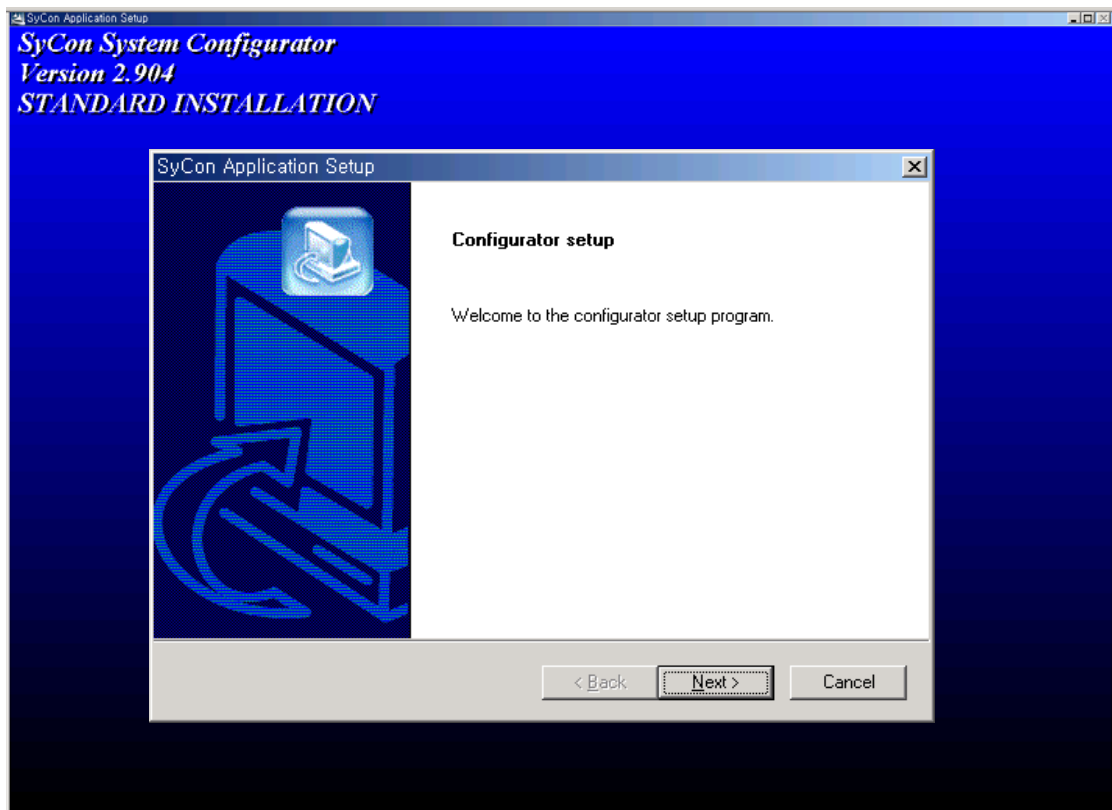 SyCon Application Setup
SyCon System Configurator
Version 2.904
STANDARD INSTALLATION
SyCon Application Setup
Configurator setup
Welcome to the configurator setup program.
< Back Next > Cancel